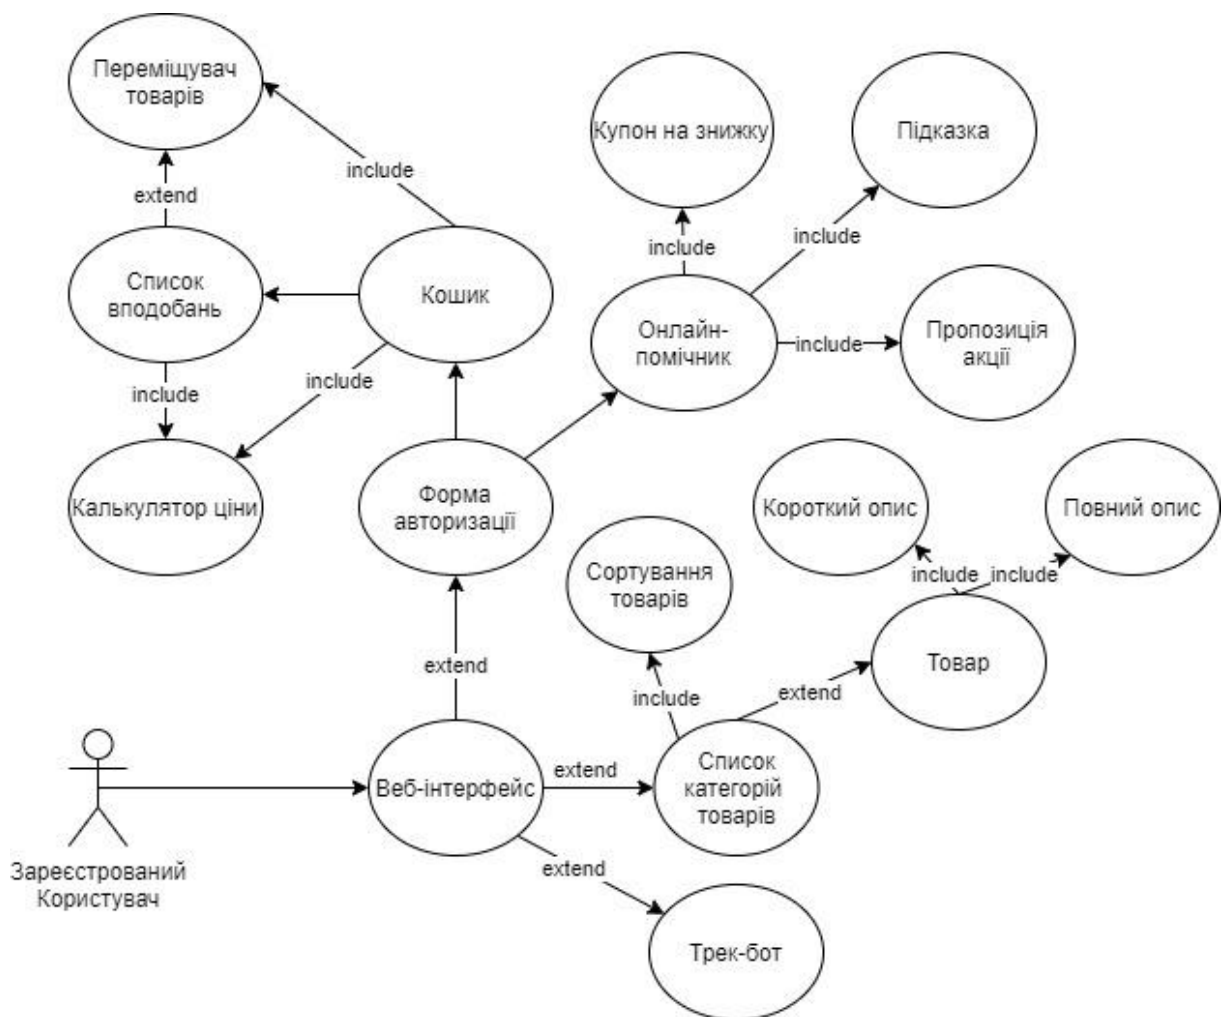 Переміщувач
товарів
Купон на знижку
Підказка
include
extend
include
include
Список
вподобань
Кошик
Онлайн-
помічник
include
Пропозиція
акції
include
include
Калькулятор ціни
Форма
авторизації
Короткий опис
Повний опис
Сортування
товарів
include
include
Товар
extend
include
extend
Веб-інтерфейс
extend
Список
категорій
товарів
Зареєстрований
Користувач
extend
Трек-бот